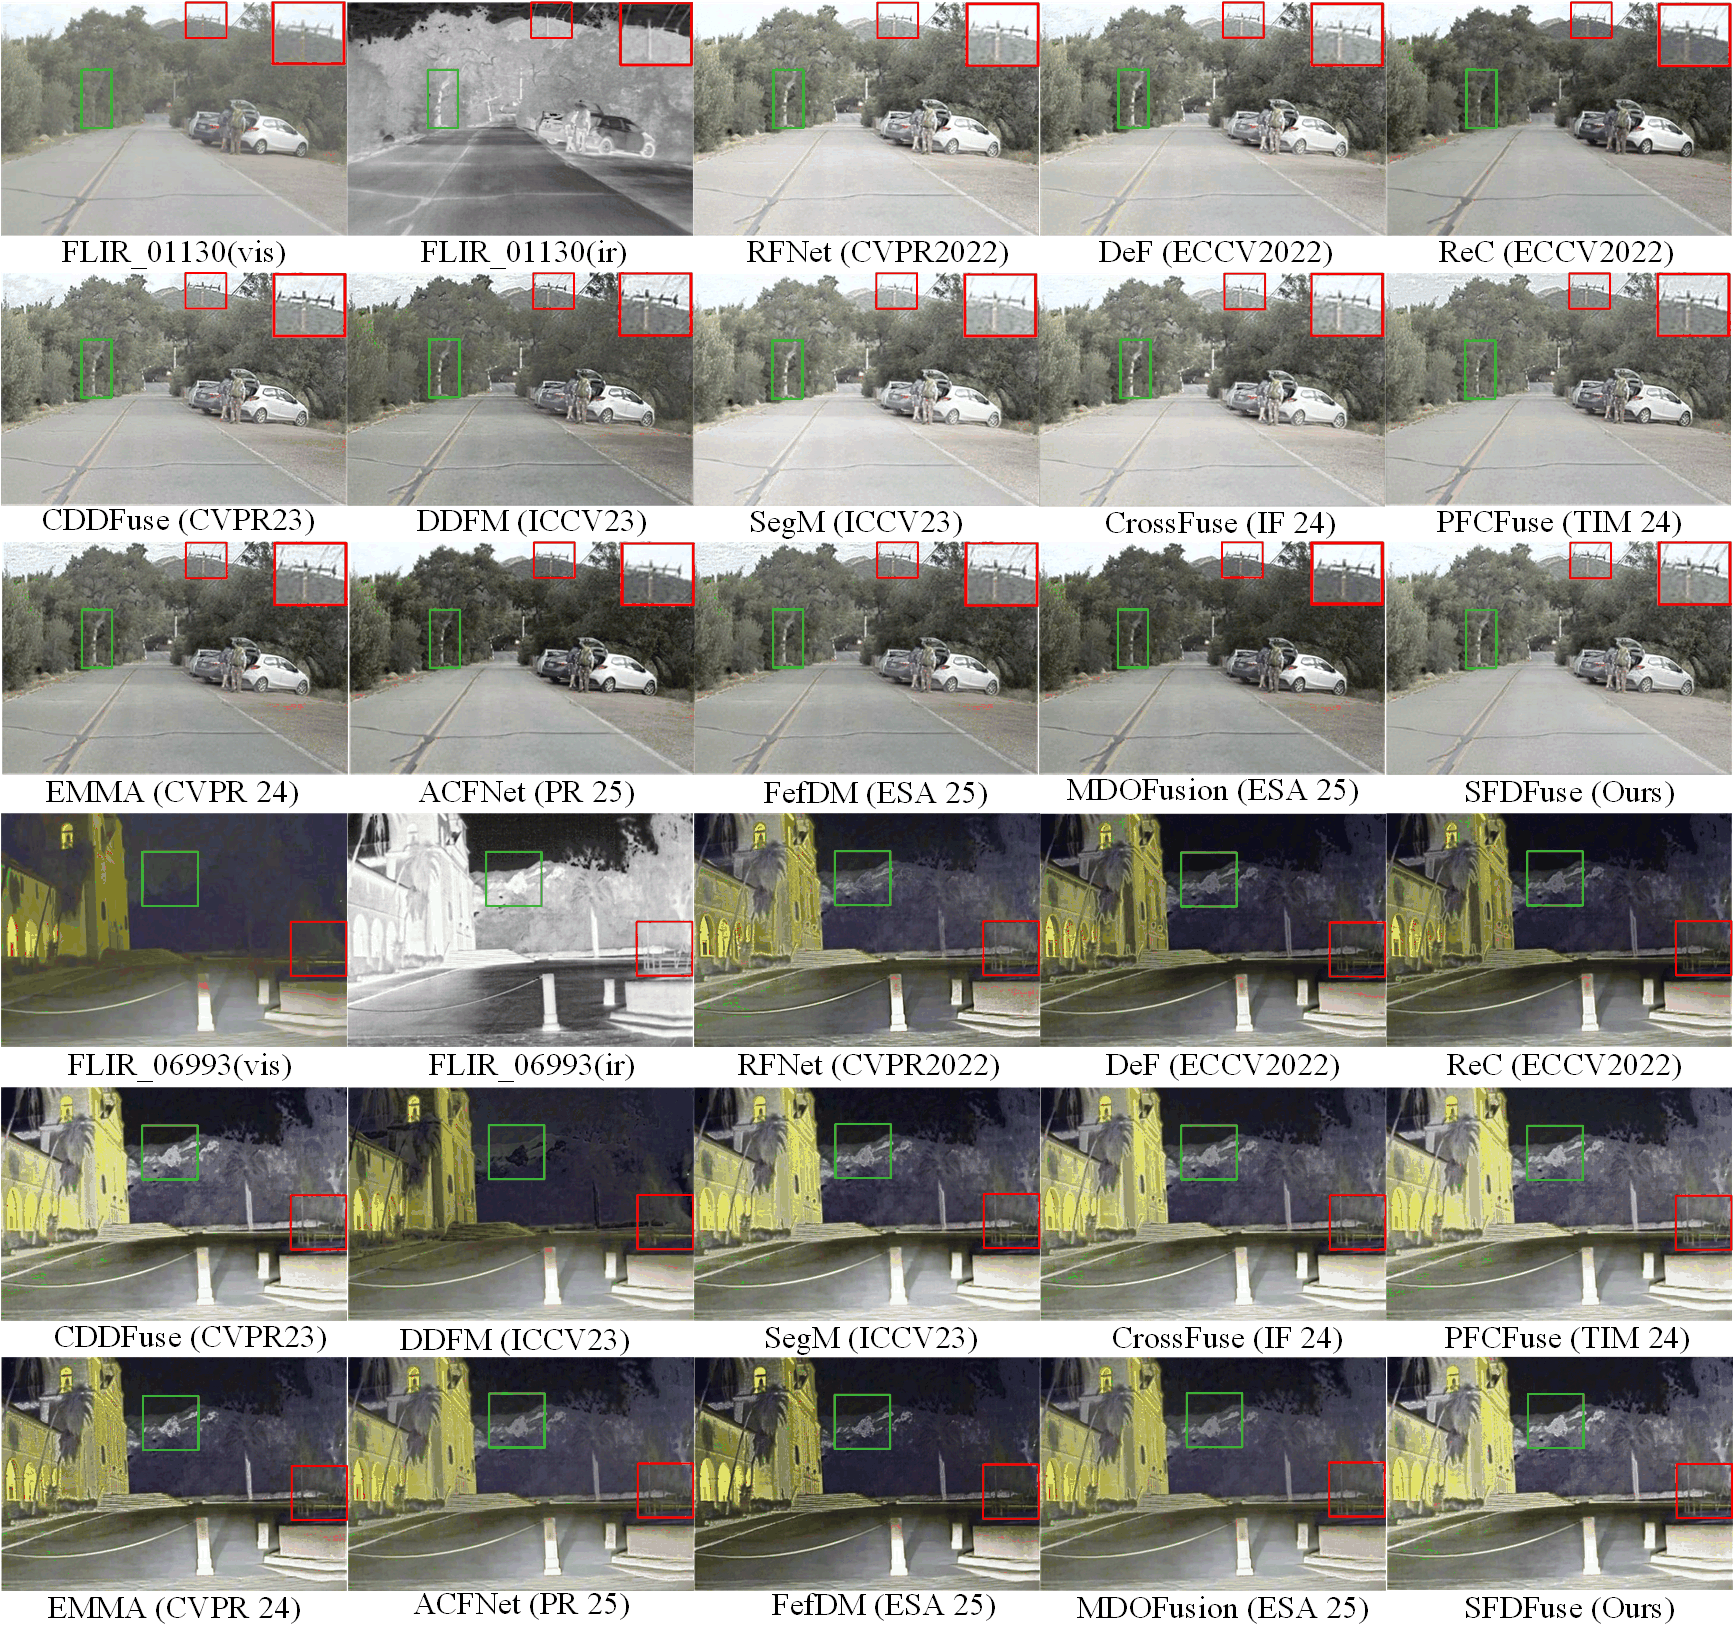 FLIR_01130(vis) FLIR_01130(ir) RFNet (CVPR2022) DeF (ECCV2022) ReC (ECCV2022)
CDDFuse (CVPR23) DDFM (ICCV23) SegM (ICCV23) CrossFuse (IF 24) PFCFuse (TIM 24)
EMMA (CVPR 24) ACFNet (PR 25) FefDM (ESA 25) MDOFusion (ESA 25) SFDFuse (Ours)
FLIR_06993(vis) FLIR_06993(ir) RFNet (CVPR2022) DeF (ECCV2022) ReC (ECCV2022)
CDDFuse (CVPR23) DDFM (ICCV23) SegM (ICCV23) CrossFuse (IF 24) PFCFuse (TIM 24)
EMMA (CVPR 24) ACFNet (PR 25) FefDM (ESA 25) MDOFusion (ESA 25) SFDFuse (Ours)